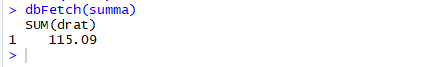 > dbFetch(summa)
  SUM(drat)
1    115.09
>